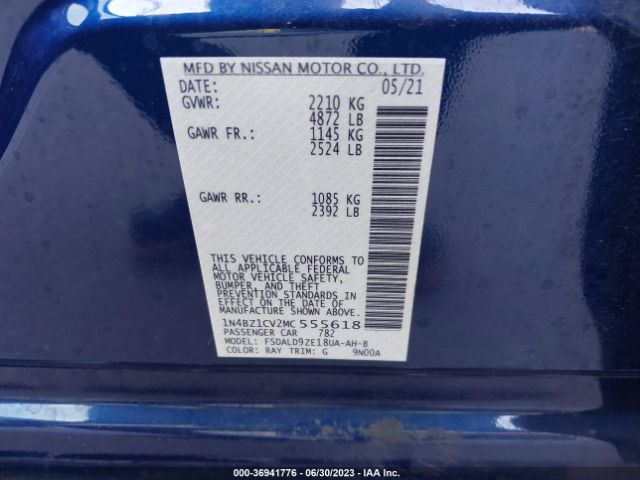 MFD BY NISSAN MOTOR CO., LTD.
DATE: 05/21
GVWR: 2210 KG
4872 LB
GAWR FR.: 1145 KG
2524 LB
GAWR RR.: 1085 KG
2392 LB
THIS VEHICLE CONFORMS TO
ALL APPLICABLE FEDERAL
MOTOR VEHICLE SAFETY,
BUMPER, AND THEFT
PREVENTION STANDARDS IN
EFFECT ON THE DATE OF
MANUFACTURE SHOWN ABOVE.
1N4BZ1CV2MC555618
PASSENGER CAR 782
MODEL: FSDALD9ZE18UA-AH-B
COLOR: RAY TRIM: G 9N00A
000-36941776 - 06/30/2023 - IAA Inc.